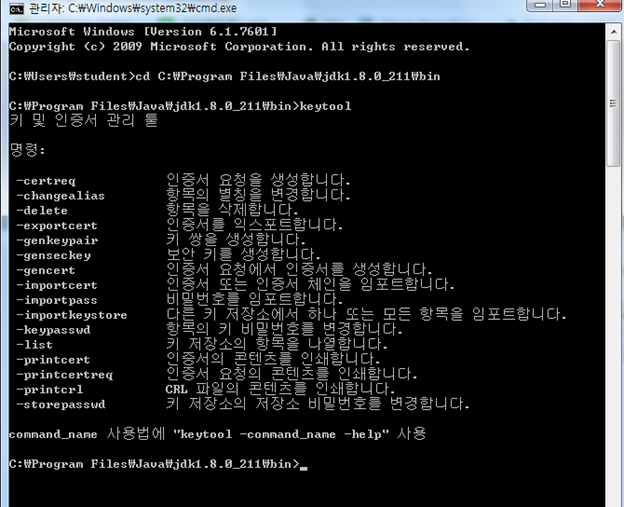 관리자: C:₩Windows₩system32₩cmd.exe
Microsoft Windows [Version 6.1.7601]
Copyright (c) 2009 Microsoft Corporation. All rights reserved.
C:₩Users₩student>cd C:₩Program Files₩Java₩jdk1.8.0_211₩bin
C:₩Program Files₩Java₩jdk1.8.0_211₩bin>keytool
키 및 인증서 관리 툴
명령:
-certreq 인증서 요청을 생성합니다.
-changealias 항목의 별칭을 변경합니다.
-delete 항목을 삭제합니다.
-exportcert 인증서를 익스포트합니다.
-genkeypair 키 쌍을 생성합니다.
-genseckey 보안 키를 생성합니다.
-gencert 인증서 요청에서 인증서를 생성합니다.
-importcert 인증서 또는 인증서 체인을 임포트합니다.
-importpass 비밀번호를 임포트합니다.
-importkeystore 다른 키 저장소에서 하나 또는 모든 항목을 임포트합니다.
-keypasswd 항목의 키 비밀번호를 변경합니다.
-list 키 저장소의 항목을 나열합니다.
-printcert 인증서의 콘텐츠를 인쇄합니다.
-printcertreq 인증서 요청의 콘텐츠를 인쇄합니다.
-printcrl CRL 파일의 콘텐츠를 인쇄합니다.
-storepasswd 키 저장소의 저장소 비밀번호를 변경합니다.
command_name 사용법에 "keytool -command_name -help" 사용
C:₩Program Files₩Java₩jdk1.8.0_211₩bin>_